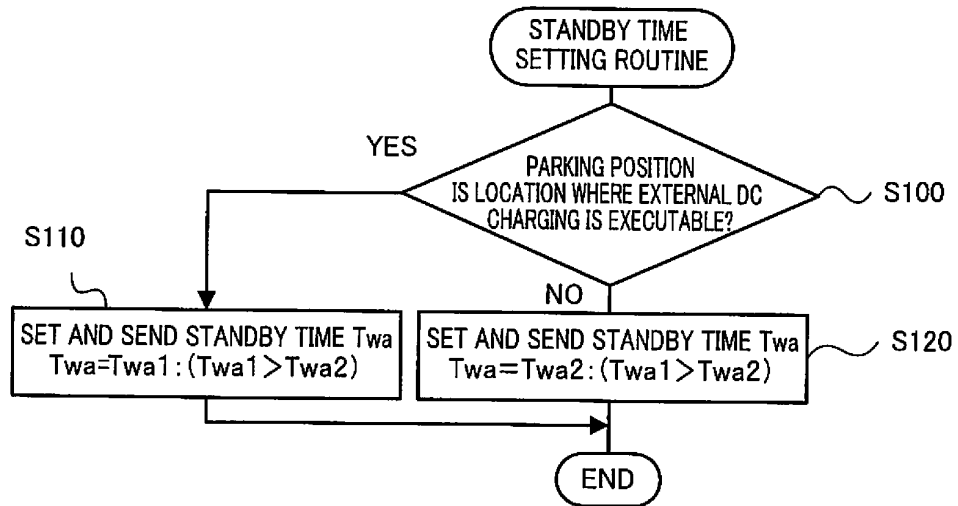 STANDBY TIME
SETTING ROUTINE
YES
PARKING POSITION
IS LOCATION WHERE EXTERNAL DC
CHARGING IS EXECUTABLE?
S100
S110
NO
SET AND SEND STANDBY TIME Twa
Twa=Twa1:(Twa1>Twa2)
SET AND SEND STANDBY TIME Twa
Twa=Twa2:(Twa1>Twa2)
S120
END